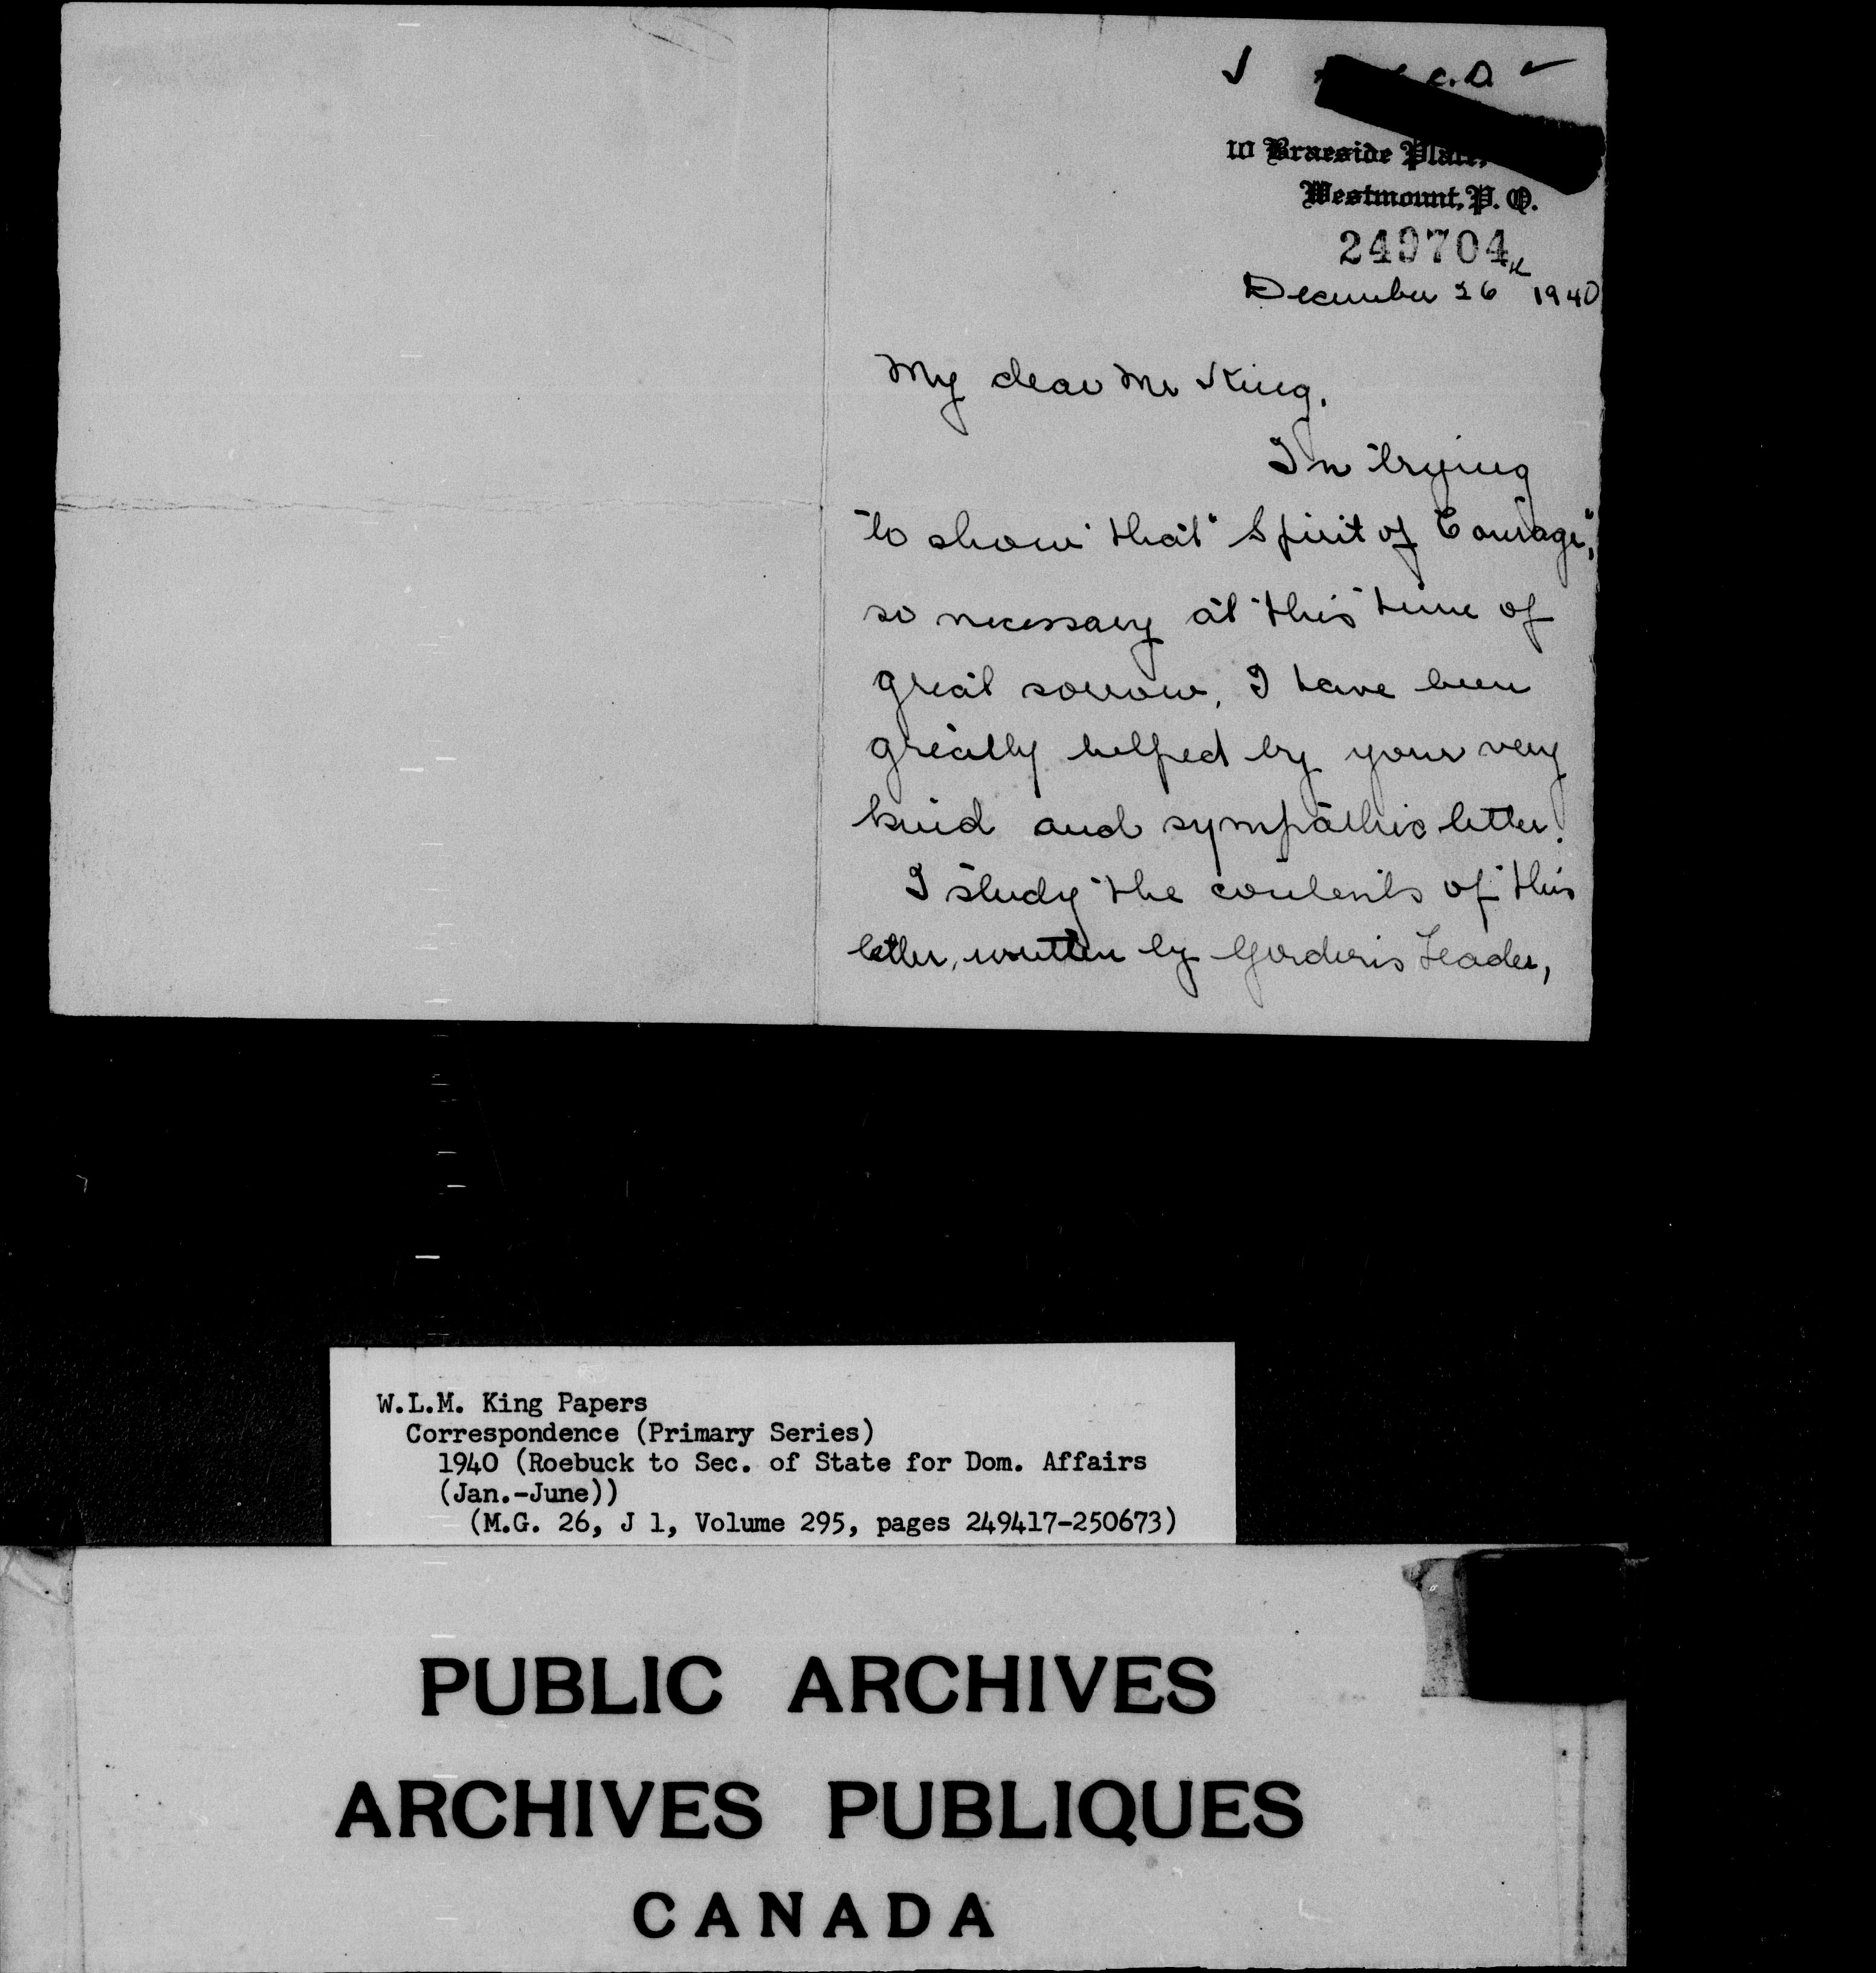 c.D.
10 Braeside Place,
Westmount, P. Q.
249704
December 26 1940
My dear Mr King,
In trying
to show that "Spirit of Courage",
so necessary at this time of
great sorrow, I have been
greatly helped by your very
kind and sympathic letter.
I study the contents of this
letter, written by Gordon's Leader,
W.L.M. King Papers
Correspondence (Primary Series)
1940 (Roebuck to Sec. of State for Dom. Affairs
(Jan.-June))
(M.G. 26, J 1, Volume 295, pages 249417-250673)
PUBLIC ARCHIVES
ARCHIVES PUBLIQUES
CANADA